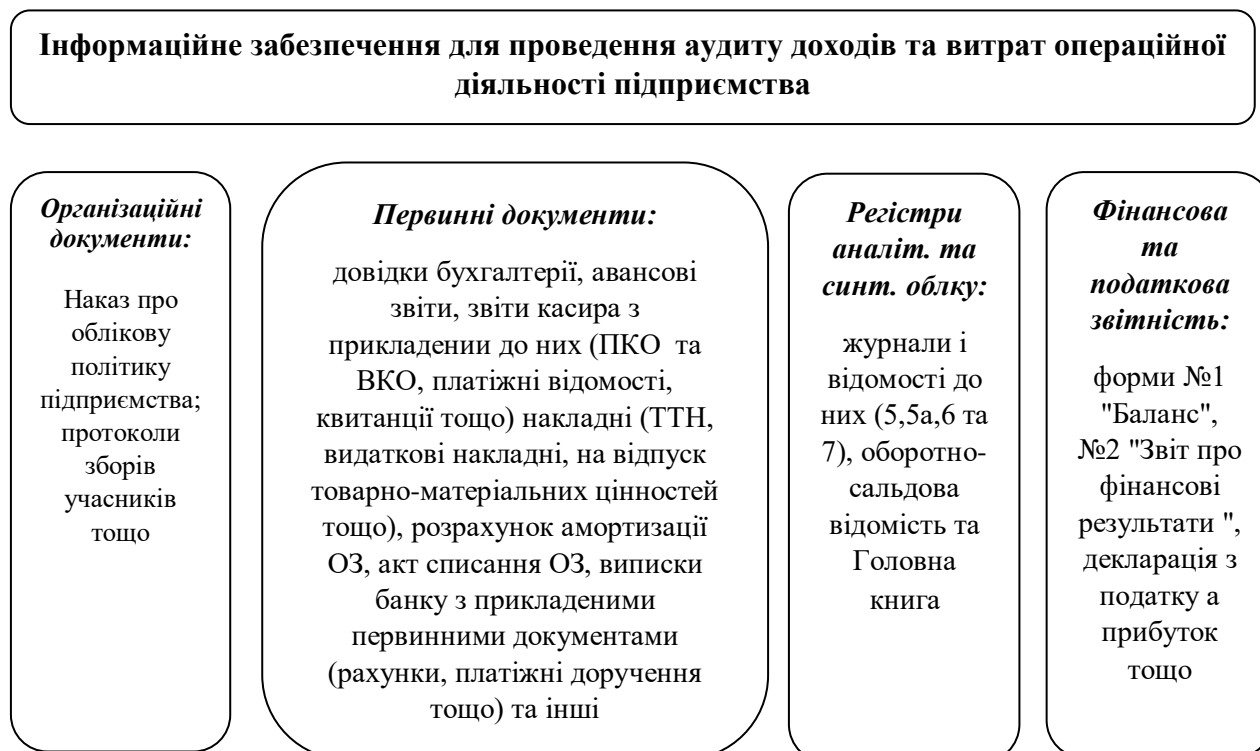 Інформаційне забезпечення для проведення аудиту доходів та витрат операційної
діяльності підприємства
Організаційні
документи:
Наказ про
облікову
політику
підприємства;
протоколи
зборів
учасників
тощо
Первинні документи:
довідки бухгалтерії, авансові
звіти, звіти касира з
прикладении до них (ПКО та
ВКО, платіжні відомості,
квитанції тощо) накладні (ТТН,
видаткові накладні, на відпуск
товарно-матеріальних цінностей
тощо), розрахунок амортизації
ОЗ, акт списання ОЗ, виписки
банку з прикладеними
первинними документами
(рахунки, платіжні доручення
тощо) та інші
Регістри
аналіт. та
синт. облку:
журнали і
відомості до
них (5,5а,6 та
7), оборотно-
сальдова
відомість та
Головна
книга
Фінансова
та
податкова
звітність:
форми №1
"Баланс",
№2 "Звіт про
фінансові
результати ",
декларація з
податку а
прибуток
тощо